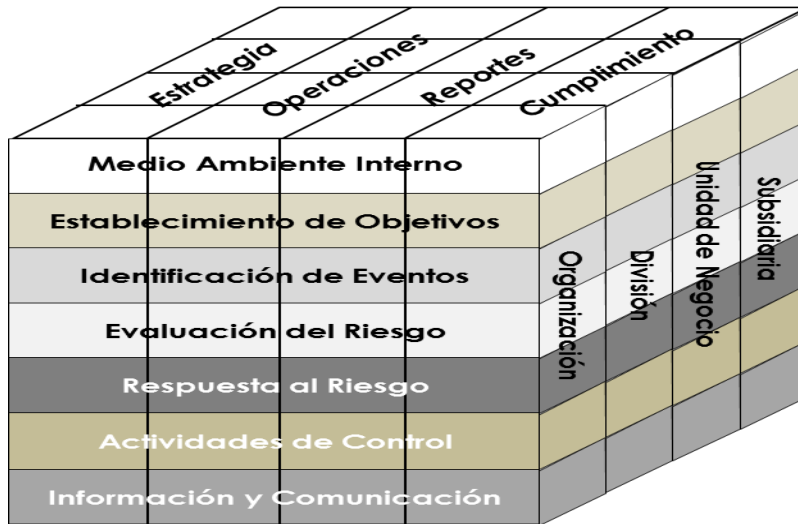 Estrategia
Operaciones
Reportes
Cumplimiento
Medio Ambiente Interno
Establecimiento de Objetivos
Identificación de Eventos
Evaluación del Riesgo
Respuesta al Riesgo
Actividades de Control
Información y Comunicación
Organización
División
Unidad de Negocio
Subsidiaria